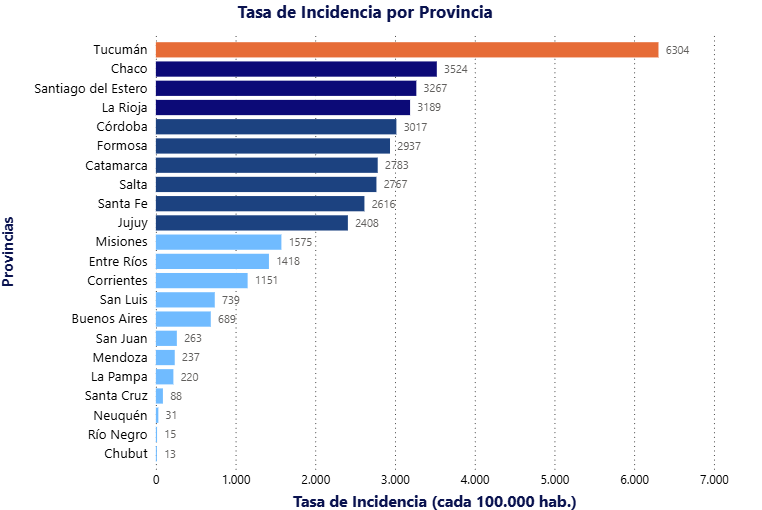 Tasa de Incidencia por Provincia
Provincias
Tucumán 6304
Chaco 3524
Santiago del Estero 3267
La Rioja 3189
Córdoba 3017
Formosa 2937
Catamarca 2783
Salta 2767
Santa Fe 2616
Jujuy 2408
Misiones 1575
Entre Ríos 1418
Corrientes 1151
San Luis 739
Buenos Aires 689
San Juan 263
Mendoza 237
La Pampa 220
Santa Cruz 88
Neuquén 31
Río Negro 15
Chubut 13
0 1.000 2.000 3.000 4.000 5.000 6.000 7.000
Tasa de Incidencia (cada 100.000 hab.)